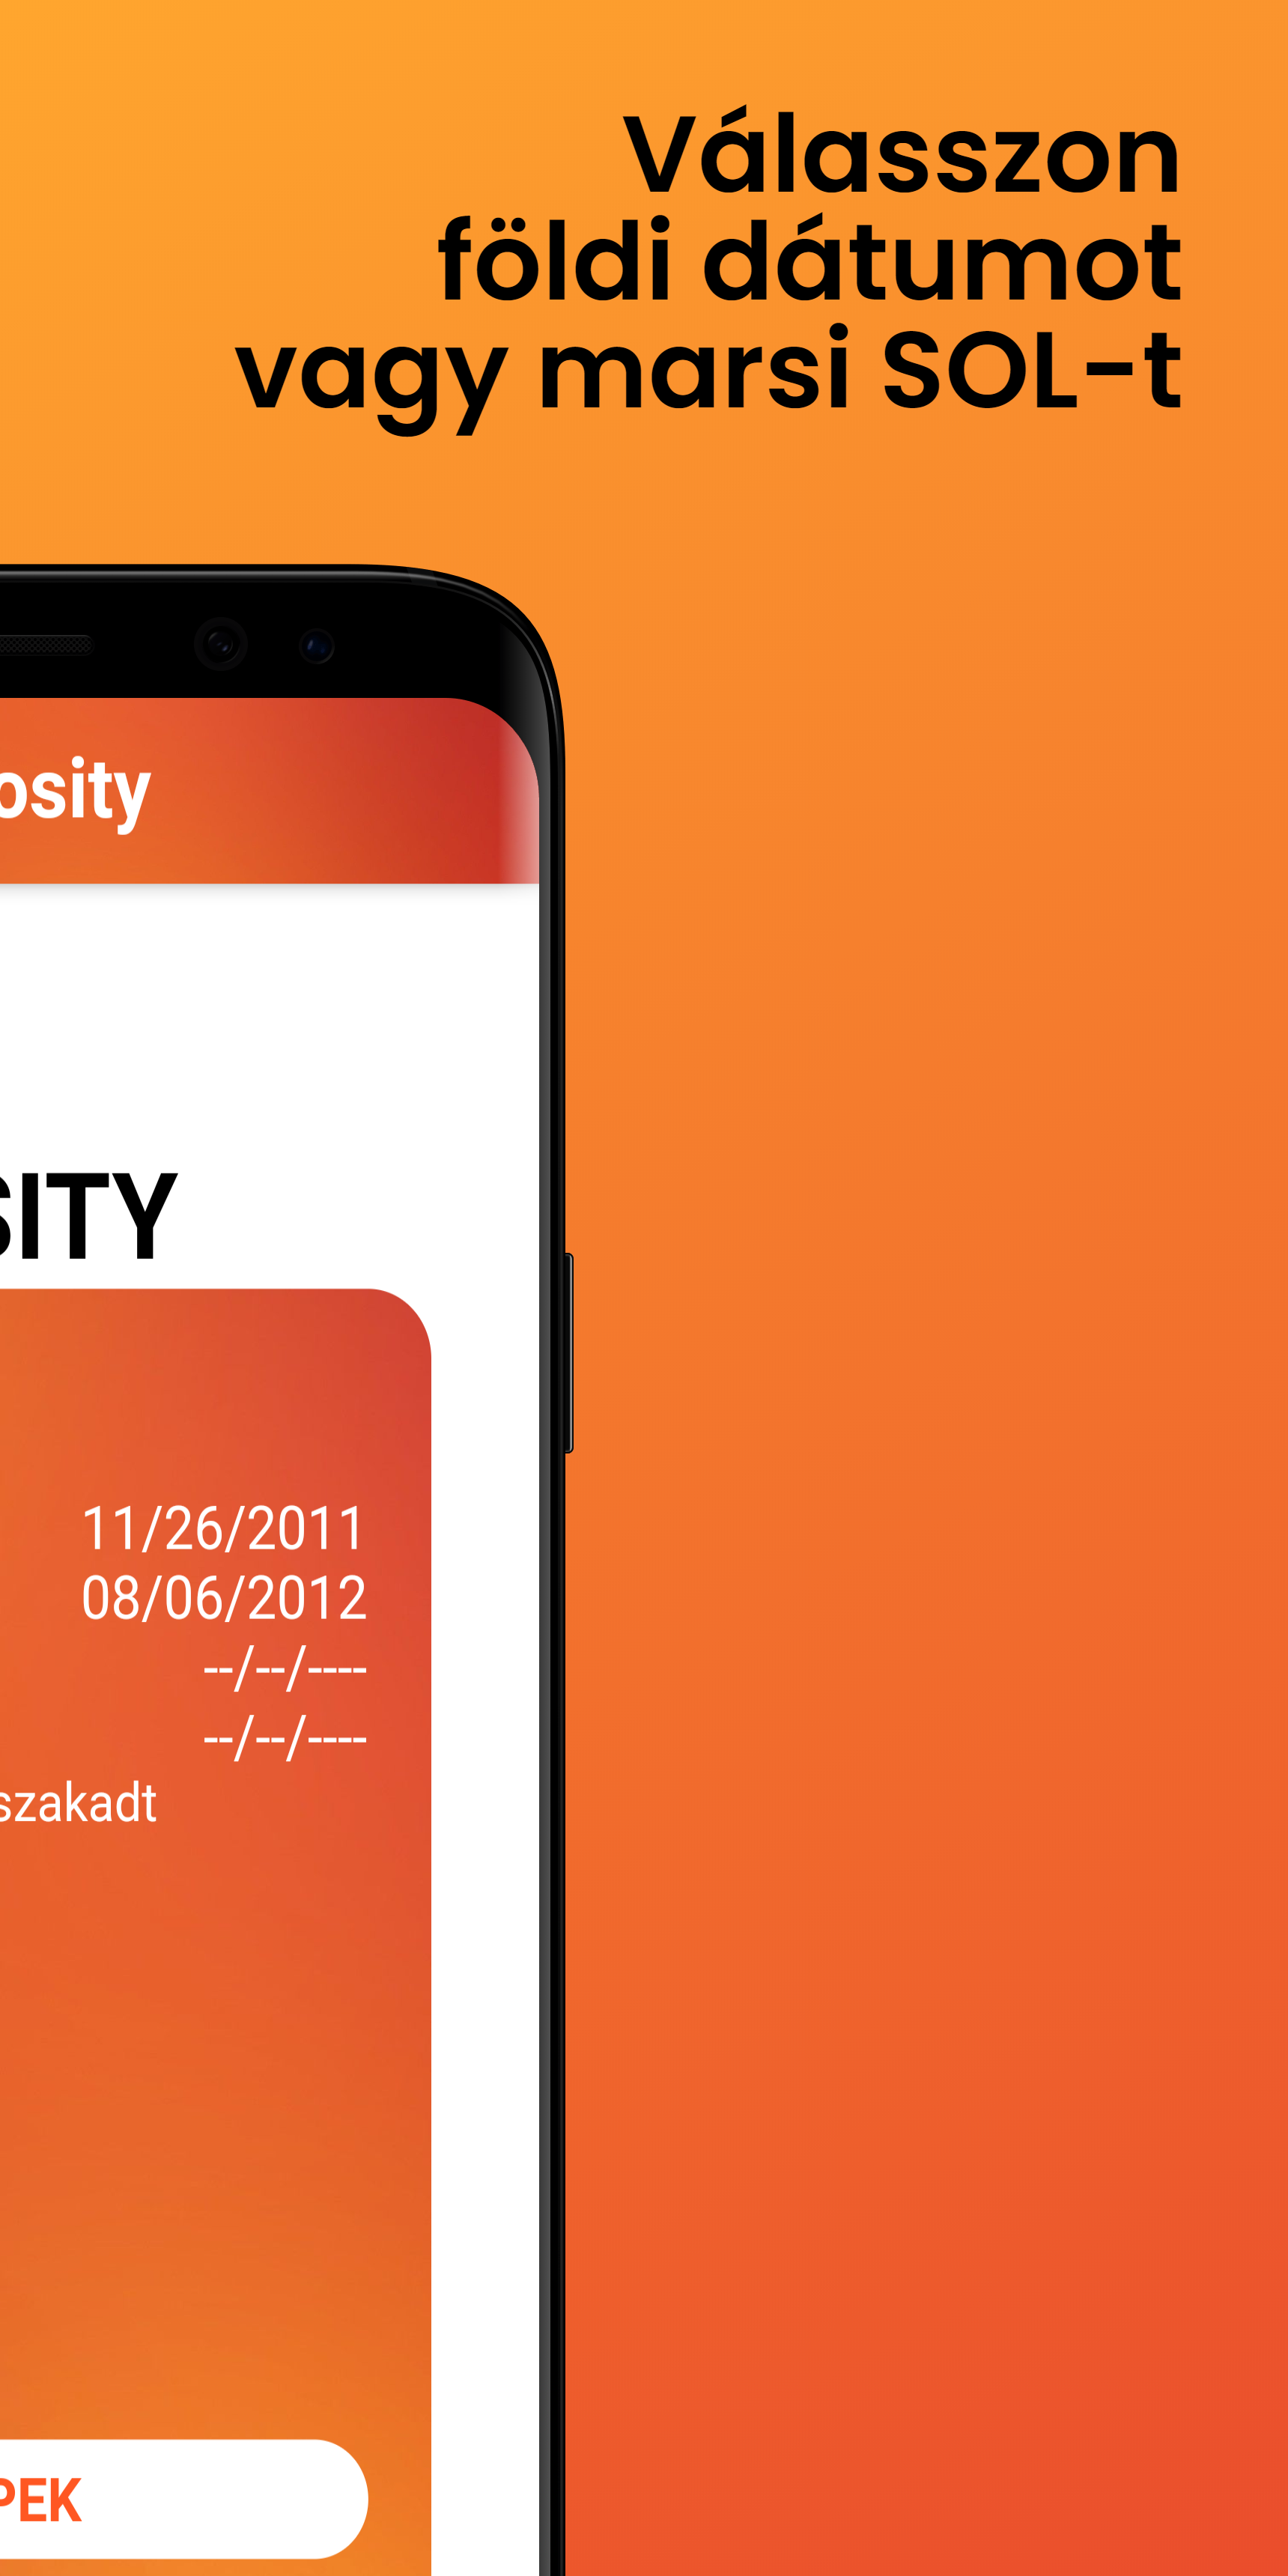 Válasszon
földi dátumot
vagy marsi SOL-t
osity
SITY
11/26/2011
08/06/2012
--/--/----
--/--/----
szakadt
PEK